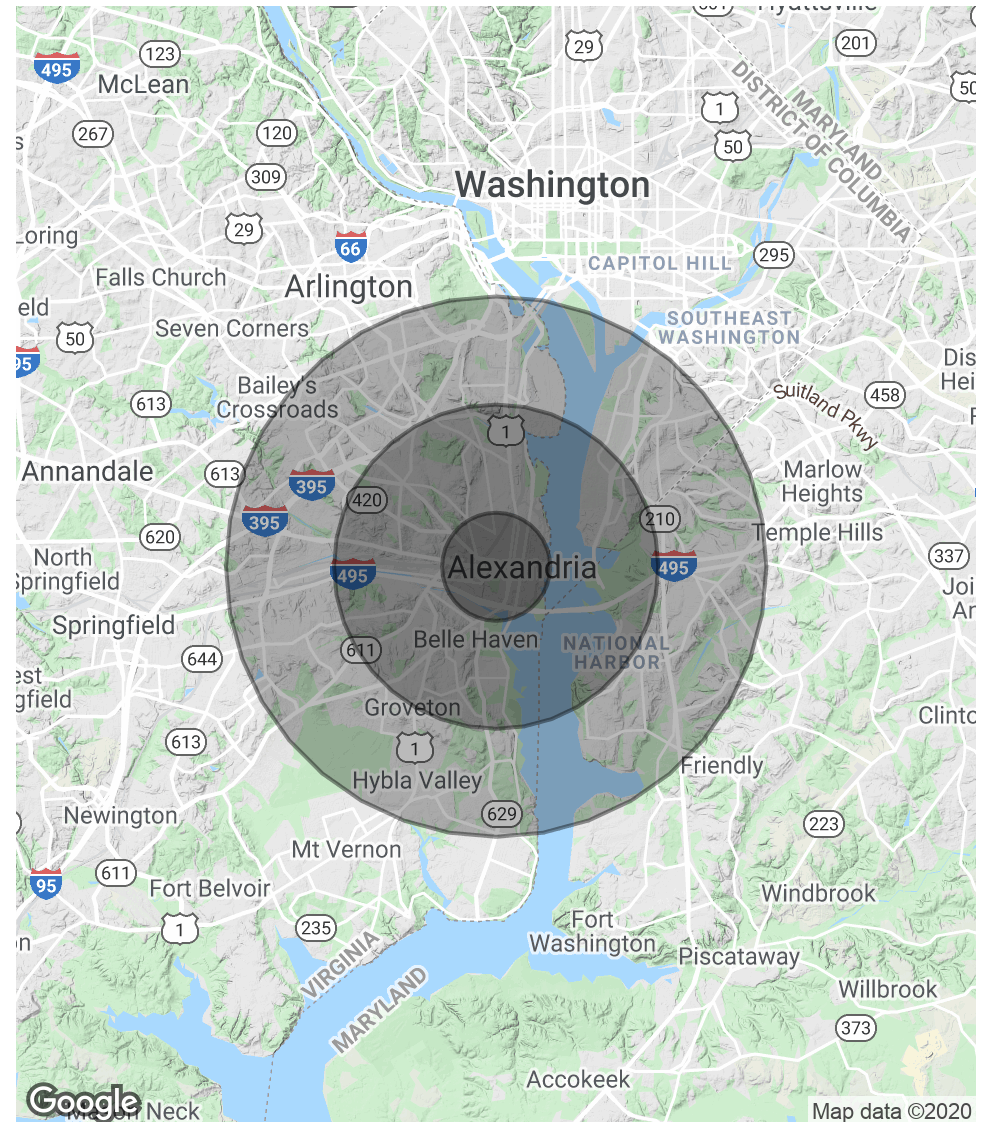 Hyattsville
29
201
123
495
McLean
50
1
MARYLAND
DISTRICT OF COLUMBIA
267
120
50
309
Washington
29
66
Loring
295
CAPITOL HILL
Falls Church
Arlington
SOUTHEAST
WASHINGTON
50
Seven Corners
95
Bailey's
Crossroads
613
Suitland Pkwy
458
1
Annandale
613
395
Marlow
Heights
420
395
210
Temple Hills
620
North
Springfield
337
495
Alexandria
495
Springfield
Belle Haven
NATIONAL
HARBOR
611
644
Groveton
613
1
Hybla Valley
Friendly
Newington
629
223
Mt Vernon
611
95
Fort Belvoir
Windbrook
1
235
Fort
Washington
VIRGINIA
MARYLAND
Piscataway
Willbrook
373
Accokeek
Google
Neck
Map data ©2020